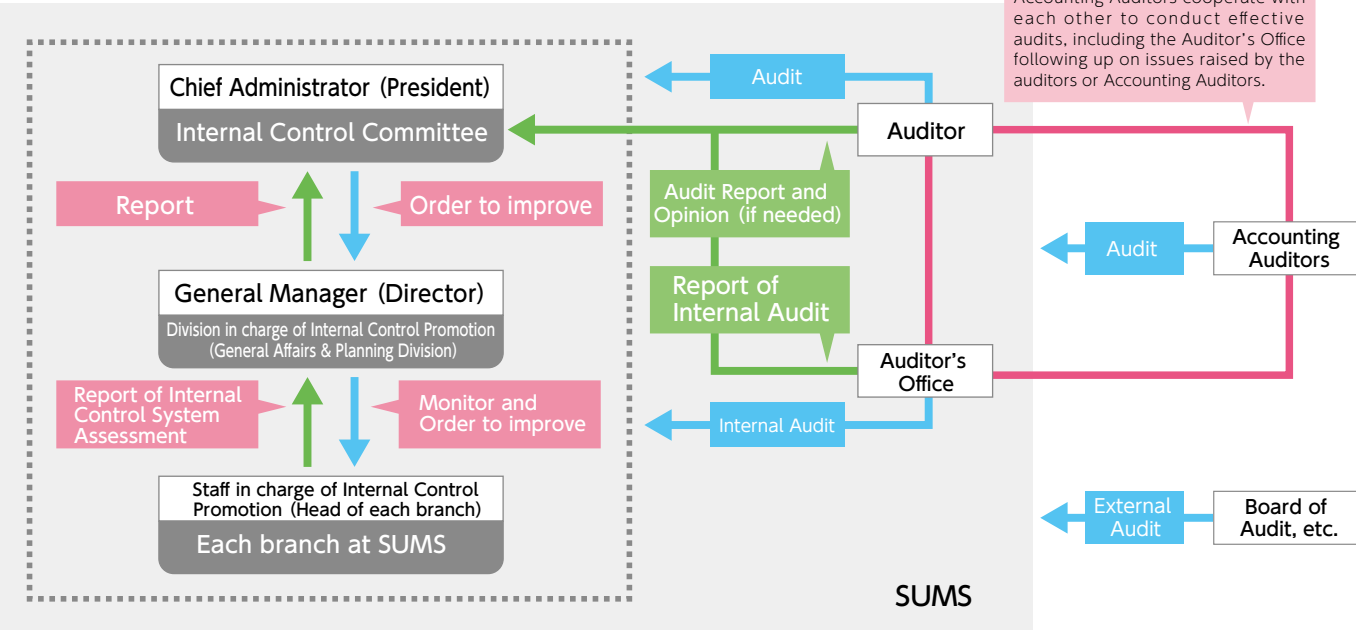 Accounting Auditors cooperate with
each other to conduct effective
audits, including the Auditor's Office
following up on issues raised by the
auditors or Accounting Auditors.
Chief Administrator (President)
Internal Control Committee
Audit
Auditor
Report
Order to improve
Audit Report and
Opinion (if needed)
Audit
Accounting
Auditors
General Manager (Director)
Division in charge of Internal Control Promotion
(General Affairs & Planning Division)
Report of
Internal Audit
Auditor's
Office
Report of Internal
Control System
Assessment
Monitor and
Order to improve
Internal Audit
Staff in charge of Internal Control
Promotion (Head of each branch)
Each branch at SUMS
External
Audit
Board of
Audit, etc.
SUMS